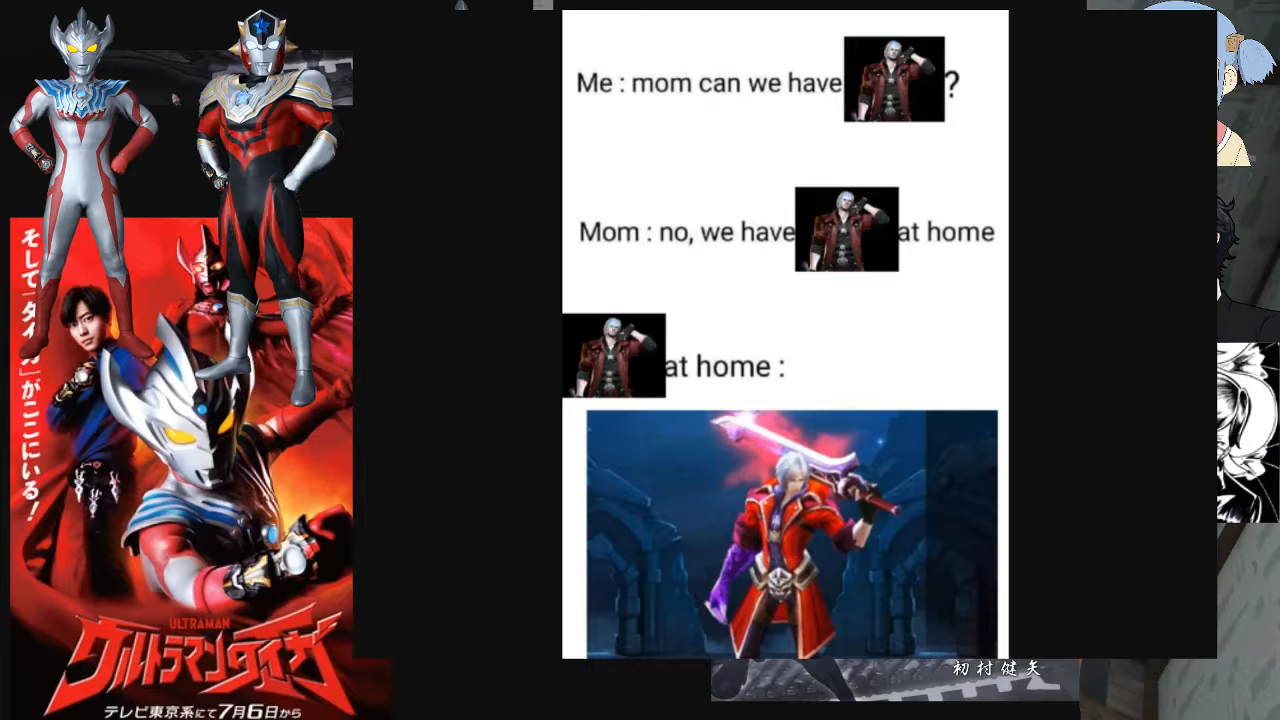 Me : mom can we have ?
Mom : no, we have at home
at home :
そして「タイガ」がここにいる!
ULTRAMAN
ウルトラマンタイガ
テレビ東京系にて7月6日から
初村健矢